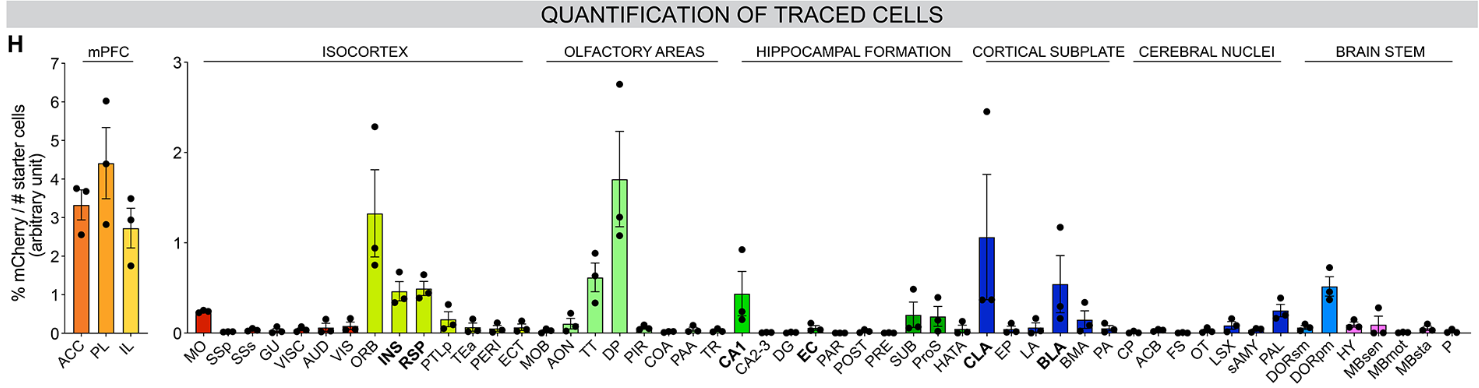 QUANTIFICATION OF TRACED CELLS
H
mPFC
ISOCORTEX
OLFACTORY AREAS
HIPPOCAMPAL FORMATION
CORTICAL SUBPLATE
CEREBRAL NUCLEI
BRAIN STEM
% mCherry / # starter cells
(arbitrary unit)
7
6
5
4
3
2
1
0
3
2
1
0
ACC PL IL
MO SSp SSs GU VISC AUD VIS ORB INS RSP PTLp TEa PERI ECT MOB AON TT DP PIR COA PAA TR CA1 CA2-3 DG EC PAR POST PRE SUB ProS HATA CLA EP LA BLA BMA PA CP ACB FS OT LSX sAMY PAL DORsm DORpm HY MBsen MBmot MBsta P